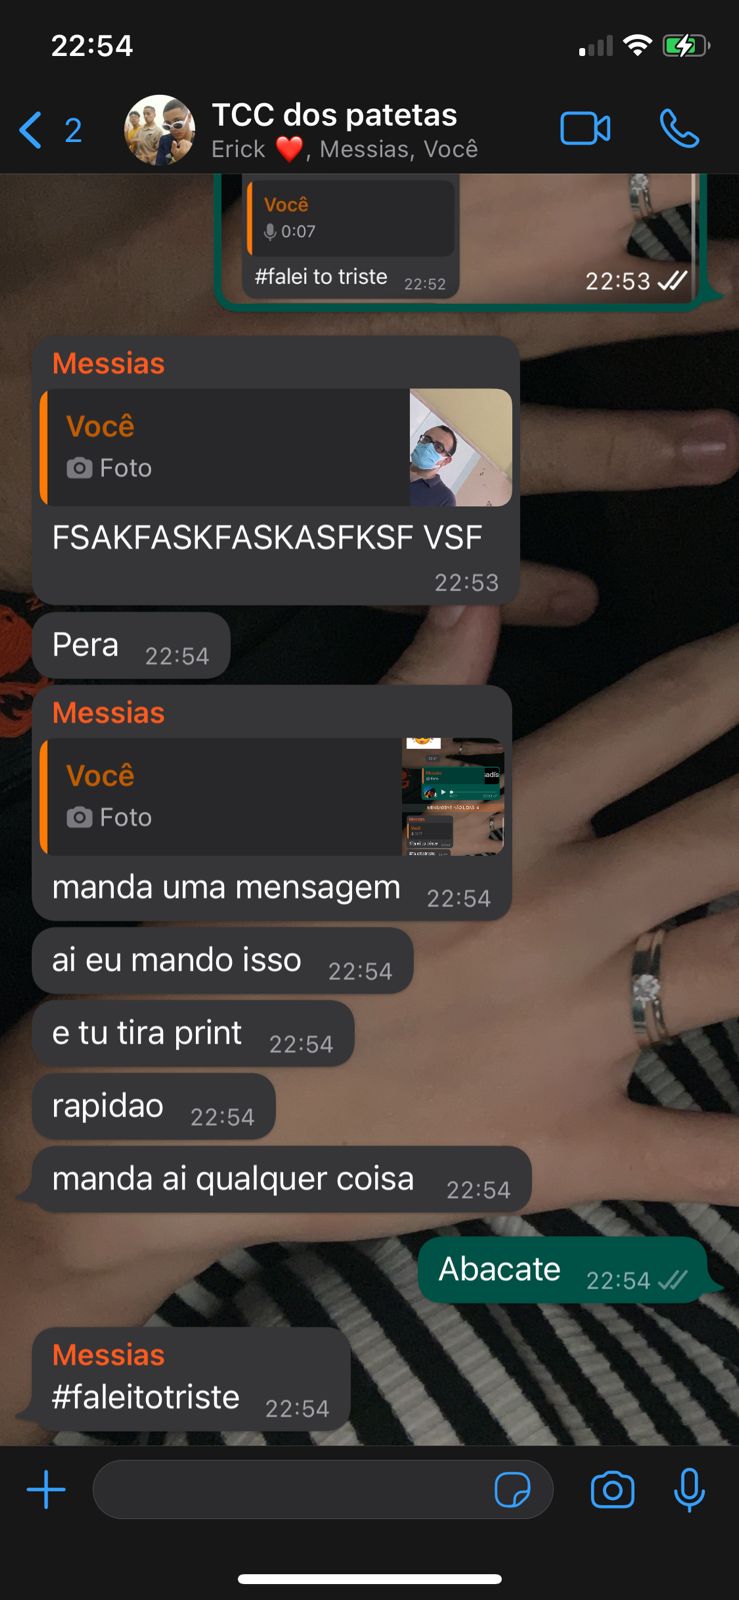 22:54
2
TCC dos patetas
Erick ❤️, Messias, Você
Você
0:07
#falei to triste 22:52
22:53
Messias
Você
Foto
FSAKFASKFASKASFKSF VSF
22:53
Pera 22:54
Messias
Você
Foto
manda uma mensagem 22:54
ai eu mando isso 22:54
e tu tira print 22:54
rapidao 22:54
manda ai qualquer coisa 22:54
Abacate 22:54
Messias
#faleitotriste 22:54